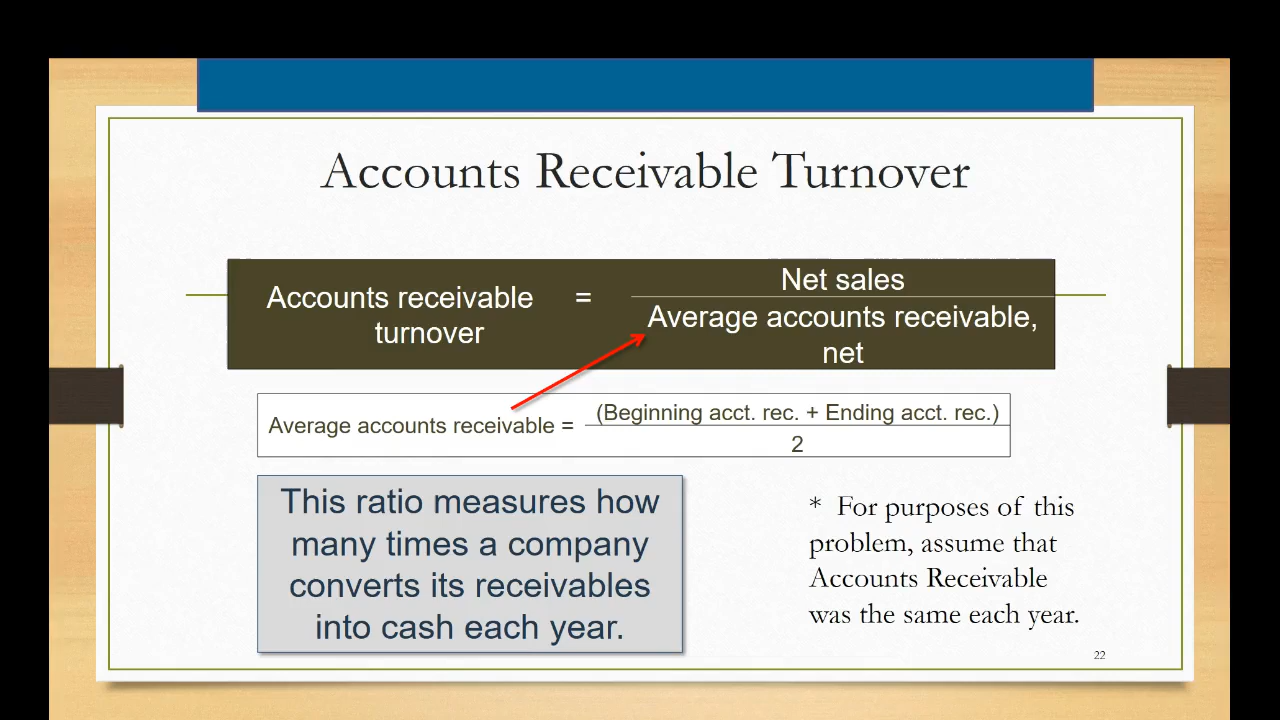 Accounts Receivable Turnover
Accounts receivable = Net sales
turnover Average accounts receivable,
net
Average accounts receivable = (Beginning acct. rec. + Ending acct. rec.)
2
This ratio measures how
many times a company
converts its receivables
into cash each year.
* For purposes of this
problem, assume that
Accounts Receivable
was the same each year.
22